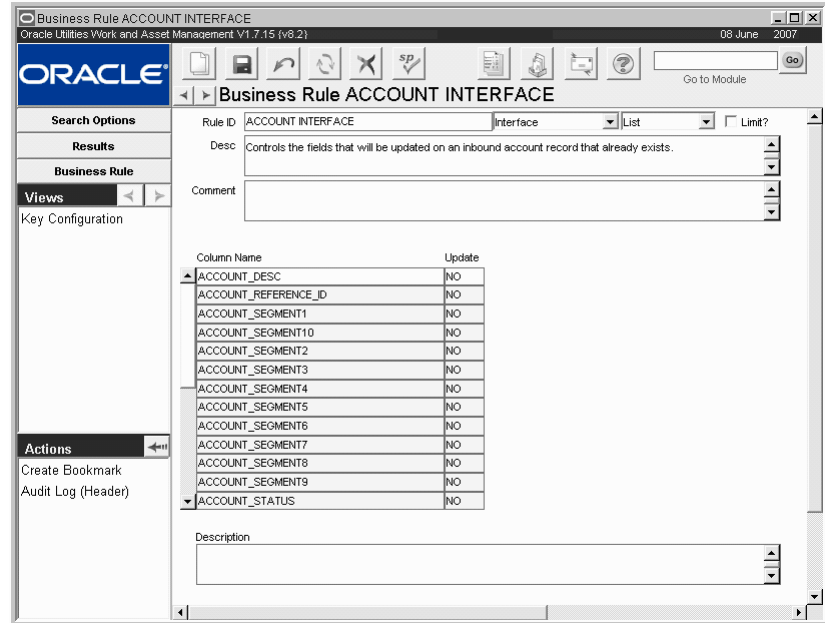 Business Rule ACCOUNT INTERFACE
Oracle Utilities Work and Asset Management V1.7.15 {v8.2} 08 June 2007
ORACLE
sp
Go
Go to Module
Business Rule ACCOUNT INTERFACE
Search Options
Results
Business Rule
Views
Key Configuration
Rule ID ACCOUNT INTERFACE Interface List Limit?
Desc Controls the fields that will be updated on an inbound account record that already exists.
Comment
Column Name Update
ACCOUNT_DESC NO
ACCOUNT_REFERENCE_ID NO
ACCOUNT_SEGMENT1 NO
ACCOUNT_SEGMENT10 NO
ACCOUNT_SEGMENT2 NO
ACCOUNT_SEGMENT3 NO
ACCOUNT_SEGMENT4 NO
ACCOUNT_SEGMENT5 NO
ACCOUNT_SEGMENT6 NO
ACCOUNT_SEGMENT7 NO
ACCOUNT_SEGMENT8 NO
ACCOUNT_SEGMENT9 NO
ACCOUNT_STATUS NO
Actions
Create Bookmark
Audit Log (Header)
Description